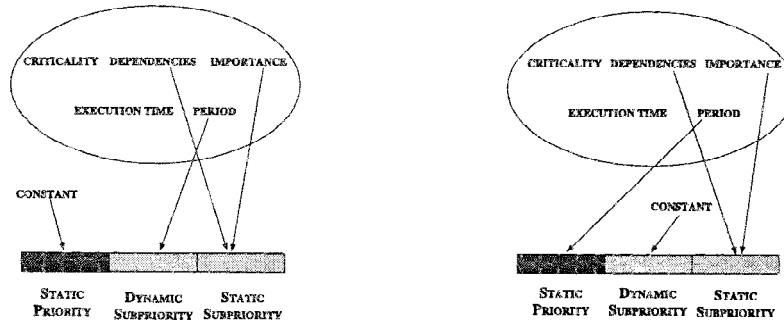 CRITICALITY DEPENDENCIES IMPORTANCE
EXECUTION TIME PERIOD
CONSTANT
STATIC PRIORITY
DYNAMIC SUBPRIORITY
STATIC SUBPRIORITY
CRITICALITY DEPENDENCIES IMPORTANCE
EXECUTION TIME PERIOD
CONSTANT
STATIC PRIORITY
DYNAMIC SUBPRIORITY
STATIC SUBPRIORITY